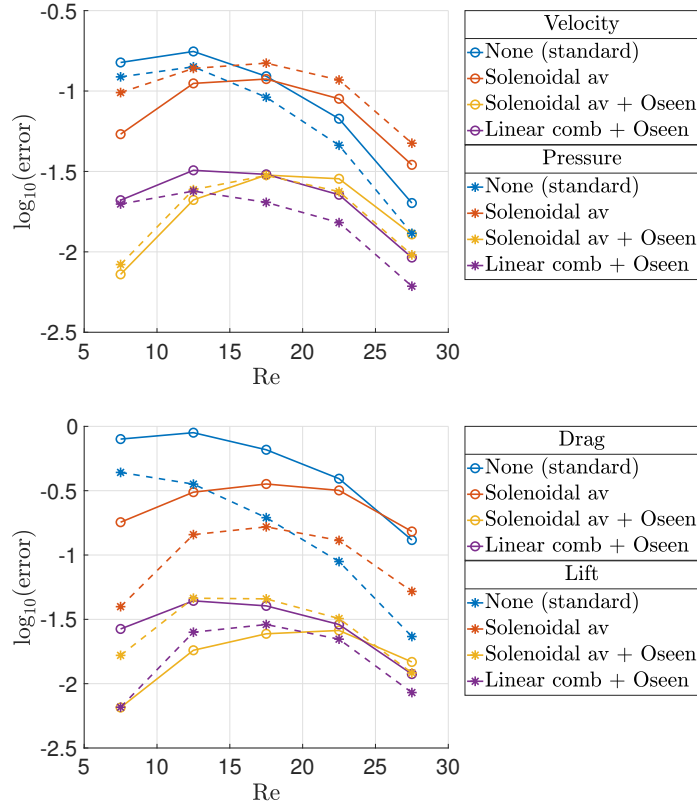 -0.5
-1
-1.5
-2
-2.5
5 10 15 20 25 30
Re
log10(error)
Velocity
None (standard)
Solenoidal av
Solenoidal av + Oseen
Linear comb + Oseen
Pressure
None (standard)
Solenoidal av
Solenoidal av + Oseen
Linear comb + Oseen
0
-0.5
-1
-1.5
-2
-2.5
5 10 15 20 25 30
Re
log10(error)
Drag
None (standard)
Solenoidal av
Solenoidal av + Oseen
Linear comb + Oseen
Lift
None (standard)
Solenoidal av
Solenoidal av + Oseen
Linear comb + Oseen